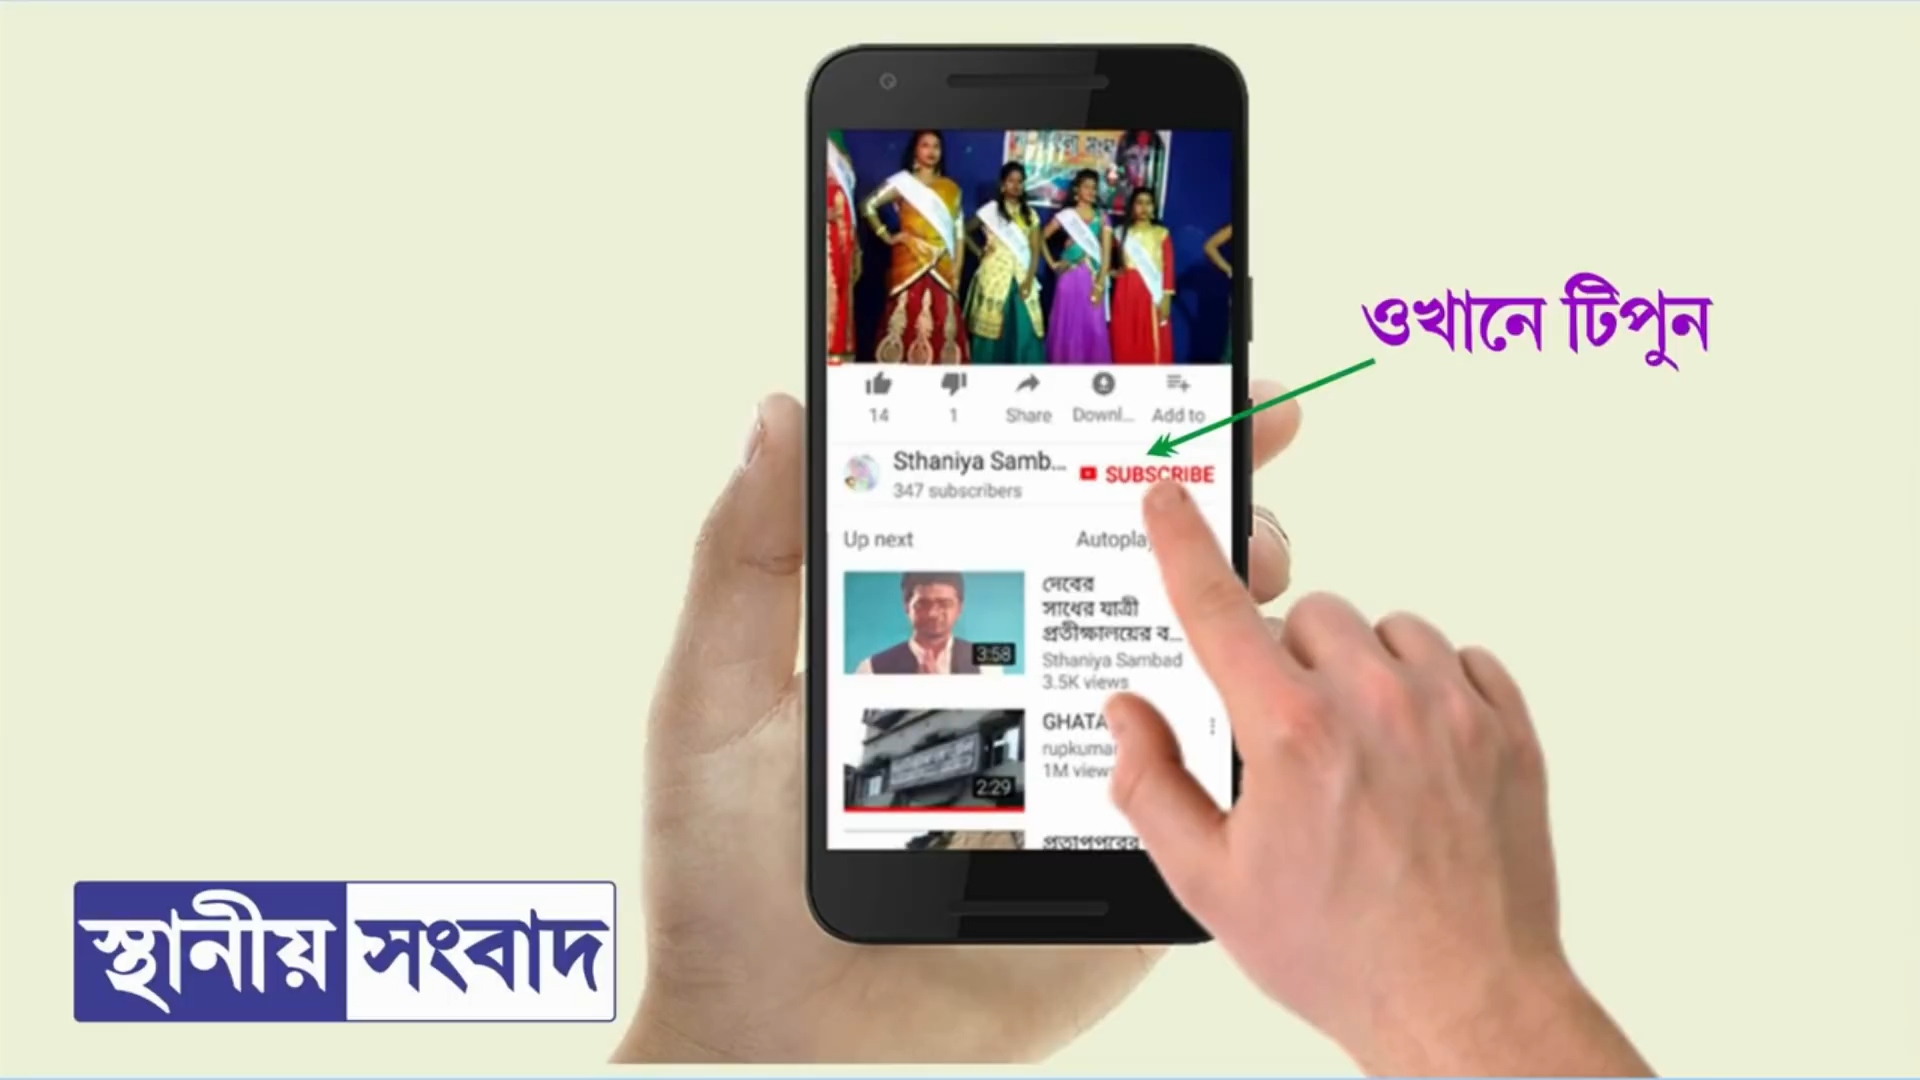 ওখানে টিপুন
14
1
Share
Downl...
Add to
Sthaniya Samb...
SUBSCRIBE
347 subscribers
Up next
Autopla
দেবের
সাধের যাত্রী
প্রতীক্ষালয়ের ব...
Sthaniya Sambad
3.5K views
3:58
GHATA
rupkuma
1M view
2:29
স্থানীয় সংবাদ